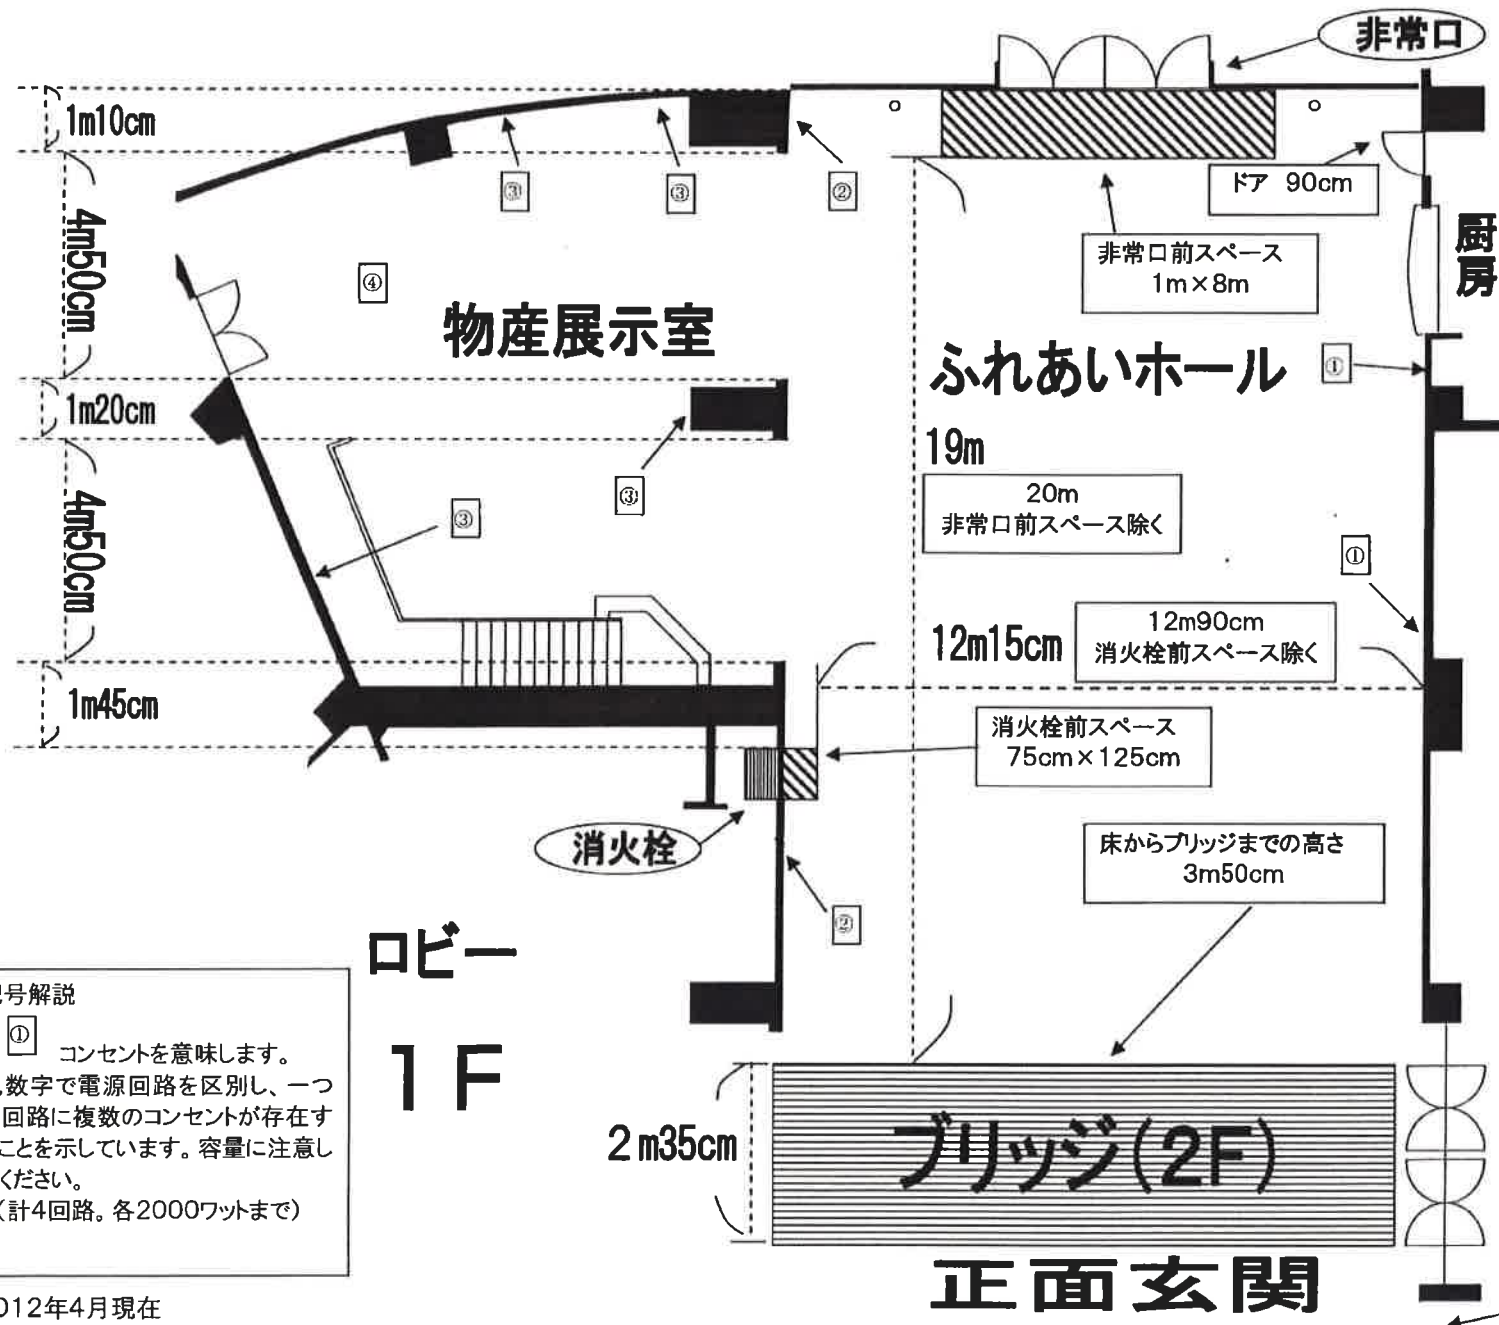 非常口
1m10cm
③
③
②
ドア 90cm
厨房
4m50cm
④
非常口前スペース
1m×8m
物産展示室
ふれあいホール
①
1m20cm
19m
③
20m
非常口前スペース除く
4m50cm
③
①
12m15cm
12m90cm
消火栓前スペース除く
1m45cm
消火栓前スペース
75cm×125cm
消火栓
床からブリッジまでの高さ
3m50cm
②
ロビー
1F
号解説
①
コンセントを意味します。
数字で電源回路を区別し、一つ
回路に複数のコンセントが存在す
ことを示しています。容量に注意し
ください。
(計4回路。各2000ワットまで)
2m35cm
ブリッジ(2F)
正面玄関
012年4月現在